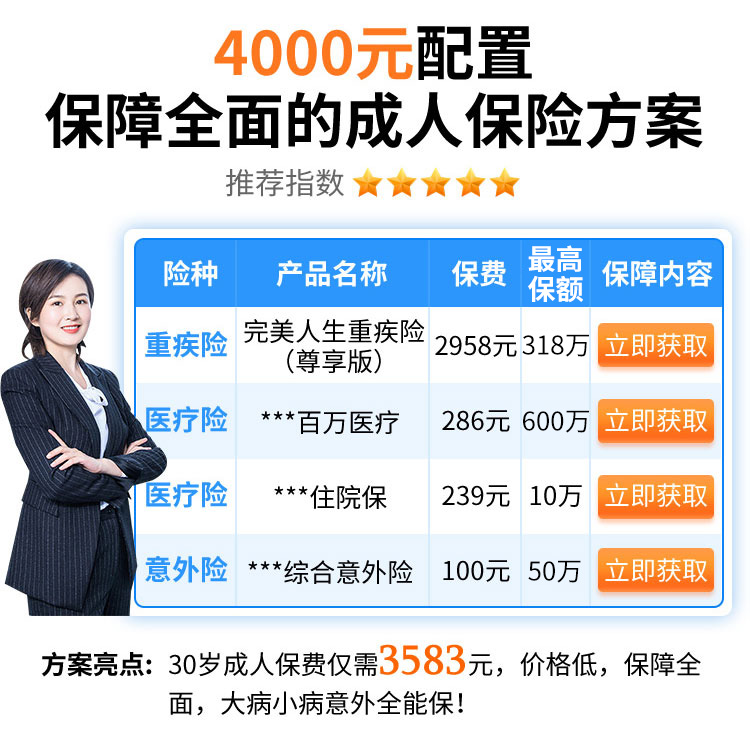 4000元配置
保障全面的成人保险方案
推荐指数
险种 产品名称 保费 最高保额 保障内容
重疾险 完美人生重疾险（尊享版） 2958元 318万 立即获取
医疗险 ***百万医疗 286元 600万 立即获取
医疗险 ***住院保 239元 10万 立即获取
意外险 ***综合意外险 100元 50万 立即获取
方案亮点: 30岁成人保费仅需3583元，价格低，保障全
面，大病小病意外全能保！